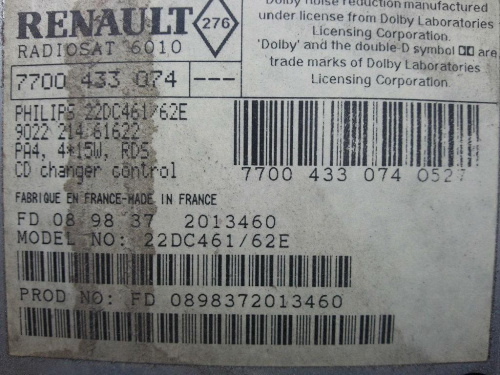 RENAULT 276
RADIOSAT 6010
7700 433 074 ---
Dolby noise reduction manufactured
under license from Dolby Laboratories
Licensing Corporation.
'Dolby' and the double-D symbol are
trade marks of Dolby Laboratories
Licensing Corporation
PHILIPS 22DC461/62E
9022 214 61622
PA4, 4*15W, RDS
CD changer control
7700 433 074 0527
FABRIQUE EN FRANCE-MADE IN FRANCE
FD 08 98 37 2013460
MODEL NO: 22DC461/62E
PROD NO: FD 0898372013460